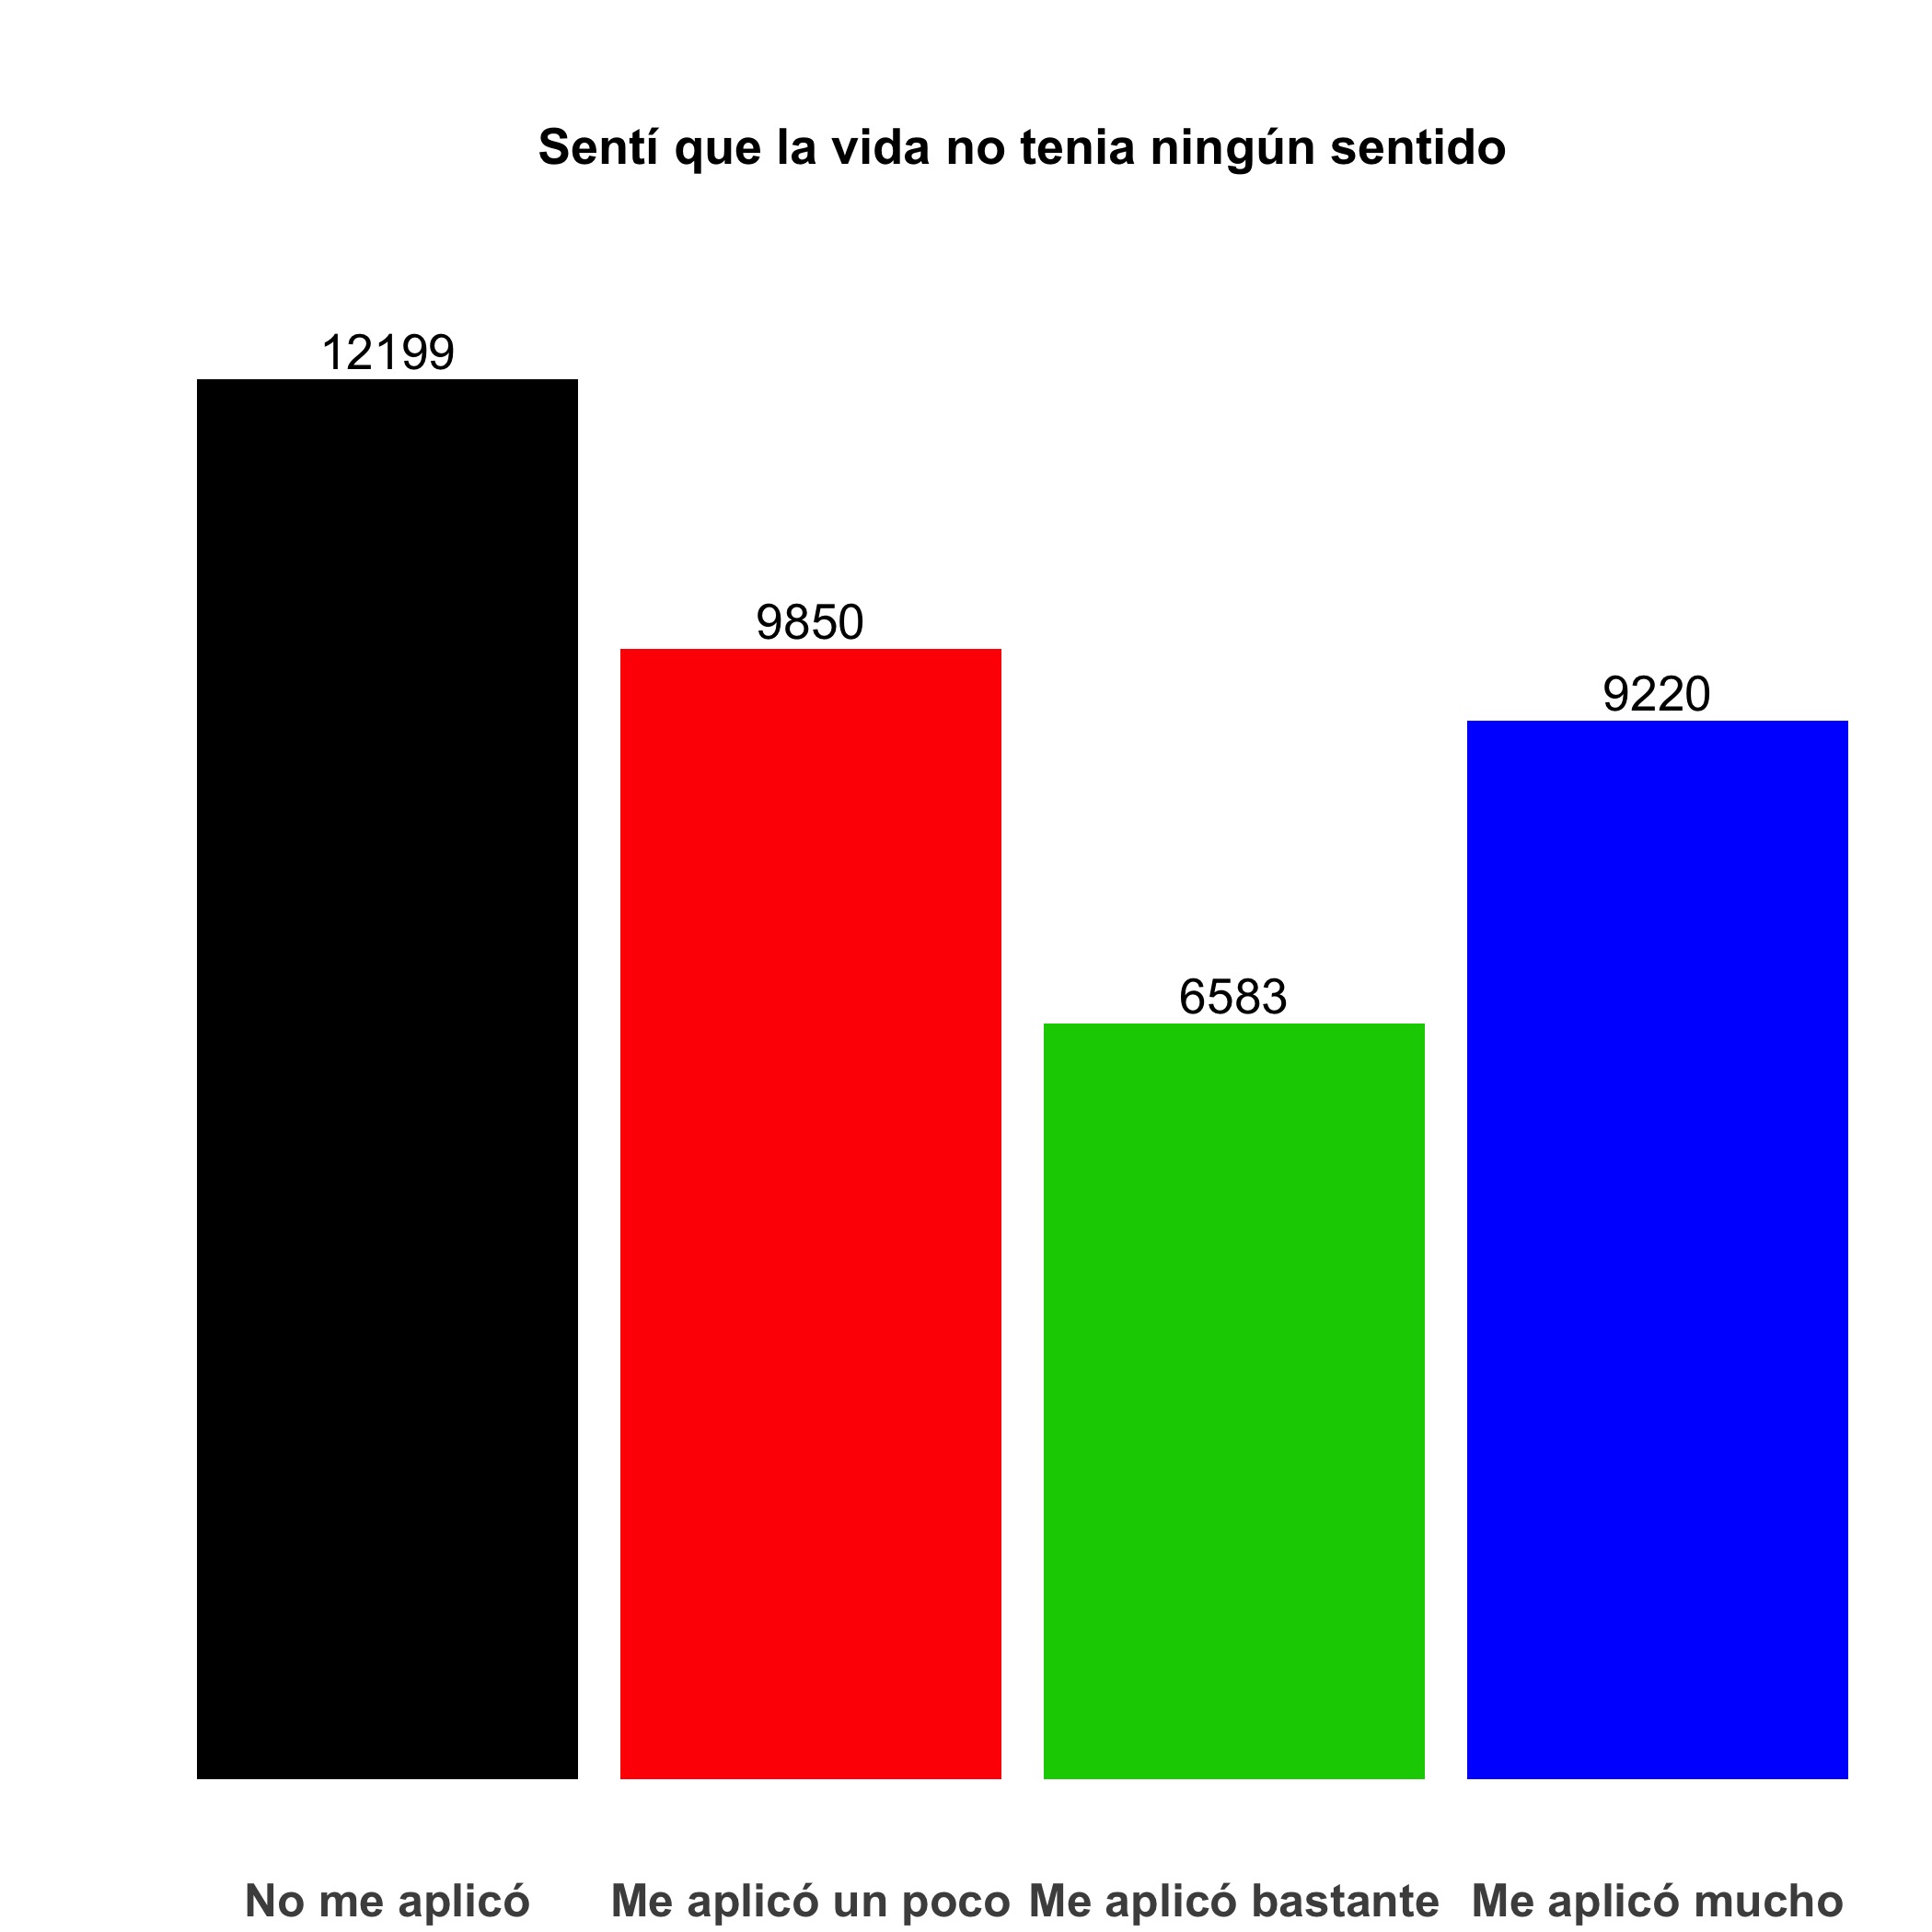 Sentí que la vida no tenia ningún sentido
12199
9850
9220
6583
No me aplicó Me aplicó un poco Me aplicó bastante Me aplicó mucho